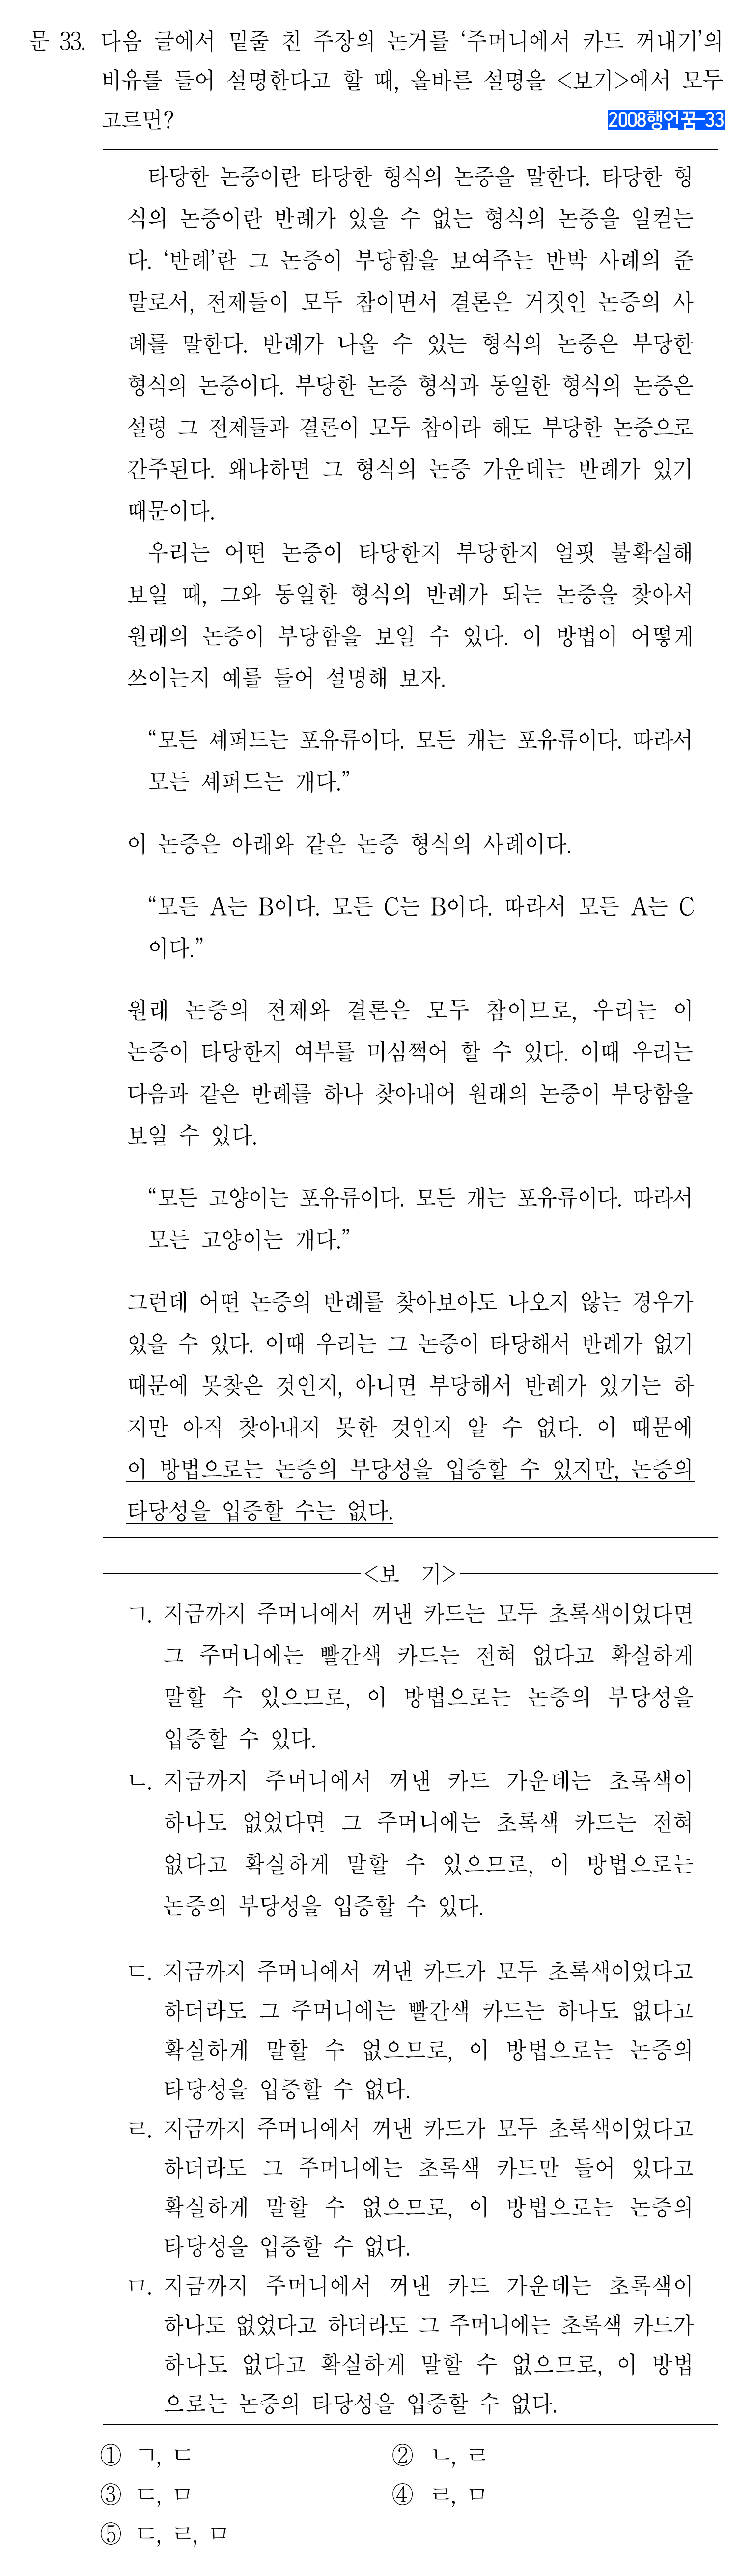 문 33. 다음 글에서 밑줄 친 주장의 논거를 ‘주머니에서 카드 꺼내기’의
비유를 들어 설명한다고 할 때, 올바른 설명을 <보기>에서 모두
고르면?
2008행언꿈-33
타당한 논증이란 타당한 형식의 논증을 말한다. 타당한 형
식의 논증이란 반례가 있을 수 없는 형식의 논증을 일컫는
다. ‘반례’란 그 논증이 부당함을 보여주는 반박 사례의 준
말로서, 전제들이 모두 참이면서 결론은 거짓인 논증의 사
례를 말한다. 반례가 나올 수 있는 형식의 논증은 부당한
형식의 논증이다. 부당한 논증 형식과 동일한 형식의 논증은
설령 그 전제들과 결론이 모두 참이라 해도 부당한 논증으로
간주된다. 왜냐하면 그 형식의 논증 가운데는 반례가 있기
때문이다.
우리는 어떤 논증이 타당한지 부당한지 얼핏 불확실해
보일 때, 그와 동일한 형식의 반례가 되는 논증을 찾아서
원래의 논증이 부당함을 보일 수 있다. 이 방법이 어떻게
쓰이는지 예를 들어 설명해 보자.
“모든 셰퍼드는 포유류이다. 모든 개는 포유류이다. 따라서
모든 셰퍼드는 개다.”
이 논증은 아래와 같은 논증 형식의 사례이다.
“모든 A는 B이다. 모든 C는 B이다. 따라서 모든 A는 C
이다.”
원래 논증의 전제와 결론은 모두 참이므로, 우리는 이
논증이 타당한지 여부를 미심쩍어 할 수 있다. 이때 우리는
다음과 같은 반례를 하나 찾아내어 원래의 논증이 부당함을
보일 수 있다.
“모든 고양이는 포유류이다. 모든 개는 포유류이다. 따라서
모든 고양이는 개다.”
그런데 어떤 논증의 반례를 찾아보아도 나오지 않는 경우가
있을 수 있다. 이때 우리는 그 논증이 타당해서 반례가 없기
때문에 못찾은 것인지, 아니면 부당해서 반례가 있기는 하
지만 아직 찾아내지 못한 것인지 알 수 없다. 이 때문에
이 방법으로는 논증의 부당성을 입증할 수 있지만, 논증의
타당성을 입증할 수는 없다.
<보 기>
ㄱ. 지금까지 주머니에서 꺼낸 카드는 모두 초록색이었다면
그 주머니에는 빨간색 카드는 전혀 없다고 확실하게
말할 수 있으므로, 이 방법으로는 논증의 부당성을
입증할 수 있다.
ㄴ. 지금까지 주머니에서 꺼낸 카드 가운데는 초록색이
하나도 없었다면 그 주머니에는 초록색 카드는 전혀
없다고 확실하게 말할 수 있으므로, 이 방법으로는
논증의 부당성을 입증할 수 있다.
ㄷ. 지금까지 주머니에서 꺼낸 카드가 모두 초록색이었다고
하더라도 그 주머니에는 빨간색 카드는 하나도 없다고
확실하게 말할 수 없으므로, 이 방법으로는 논증의
타당성을 입증할 수 없다.
ㄹ. 지금까지 주머니에서 꺼낸 카드가 모두 초록색이었다고
하더라도 그 주머니에는 초록색 카드만 들어 있다고
확실하게 말할 수 없으므로, 이 방법으로는 논증의
타당성을 입증할 수 없다.
ㅁ. 지금까지 주머니에서 꺼낸 카드 가운데는 초록색이
하나도 없었다고 하더라도 그 주머니에는 초록색 카드가
하나도 없다고 확실하게 말할 수 없으므로, 이 방법
으로는 논증의 타당성을 입증할 수 없다.
① ㄱ, ㄷ ② ㄴ, ㄹ
③ ㄷ, ㅁ ④ ㄹ, ㅁ
⑤ ㄷ, ㄹ, ㅁ